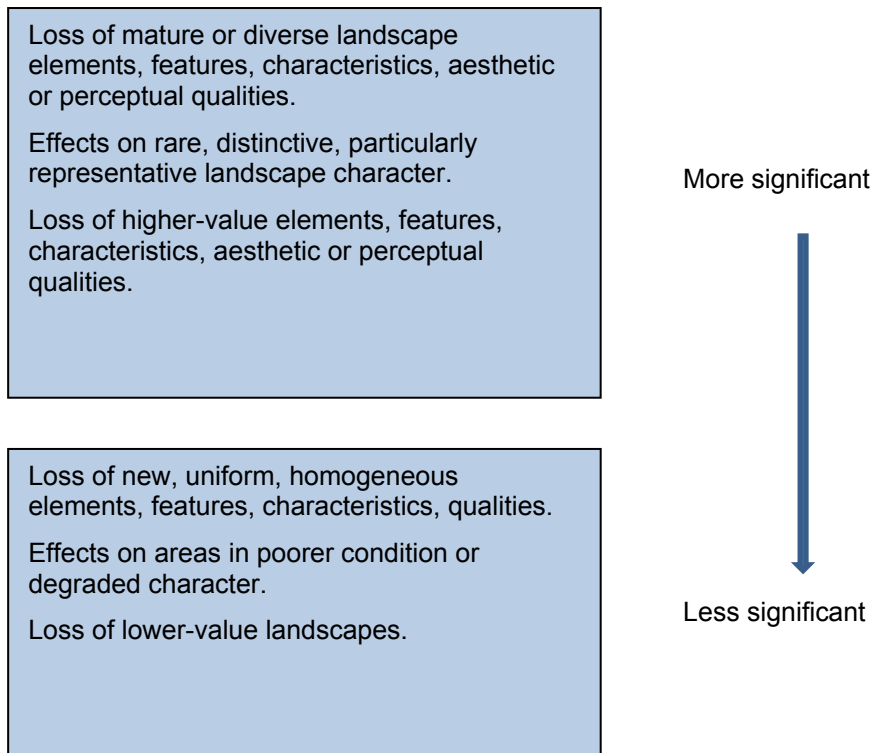 Loss of mature or diverse landscape
elements, features, characteristics, aesthetic
or perceptual qualities.
Effects on rare, distinctive, particularly
representative landscape character.
Loss of higher-value elements, features,
characteristics, aesthetic or perceptual
qualities.
More significant
Loss of new, uniform, homogeneous
elements, features, characteristics, qualities.
Effects on areas in poorer condition or
degraded character.
Loss of lower-value landscapes.
Less significant